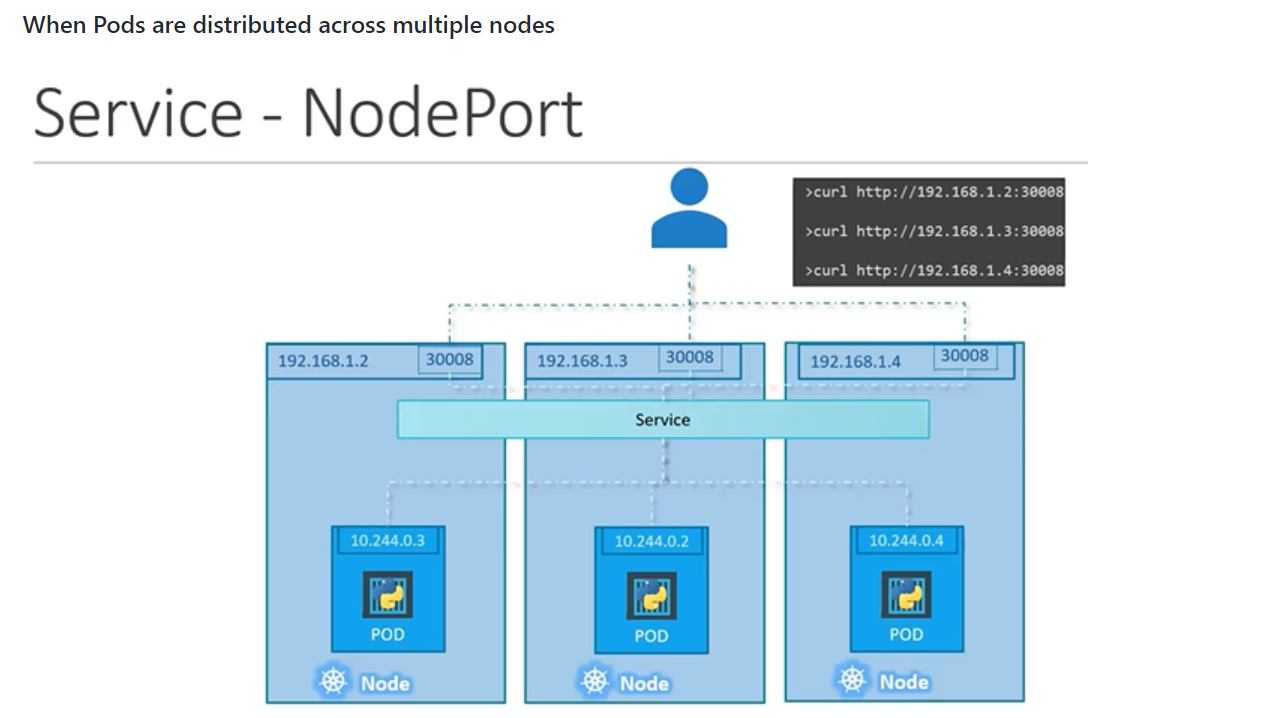 When Pods are distributed across multiple nodes
Service - NodePort
>curl http://192.168.1.2:30008
>curl http://192.168.1.3:30008
>curl http://192.168.1.4:30008
192.168.1.2
30008
192.168.1.3
30008
192.168.1.4
30008
Service
10.244.0.3
10.244.0.2
10.244.0.4
POD
POD
POD
Node
Node
Node